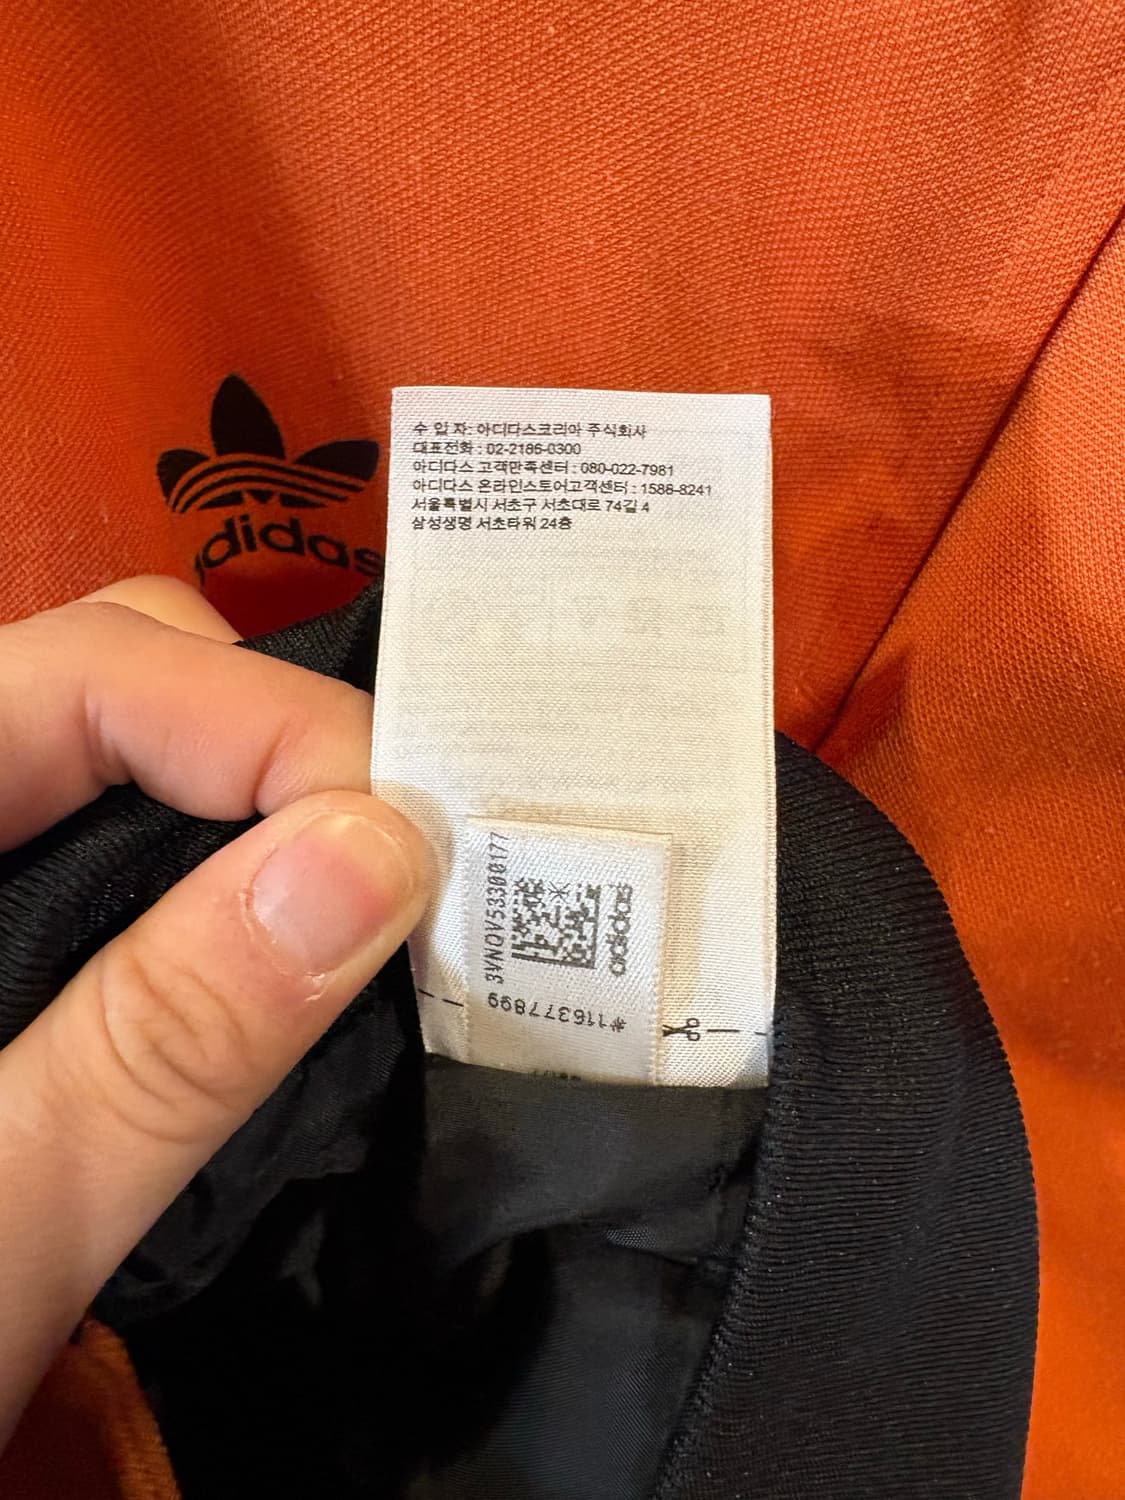 adidas
수 입 자: 아디다스코리아 주식회사
대표전화 : 02-2186-0300
아디다스 고객만족센터 : 080-022-7981
아디다스 온라인스토어고객센터 : 1588-8241
서울특별시 서초구 서초대로 74길 4
삼성생명 서초타워 24층
3VNQV53300177
adidas
#116377899